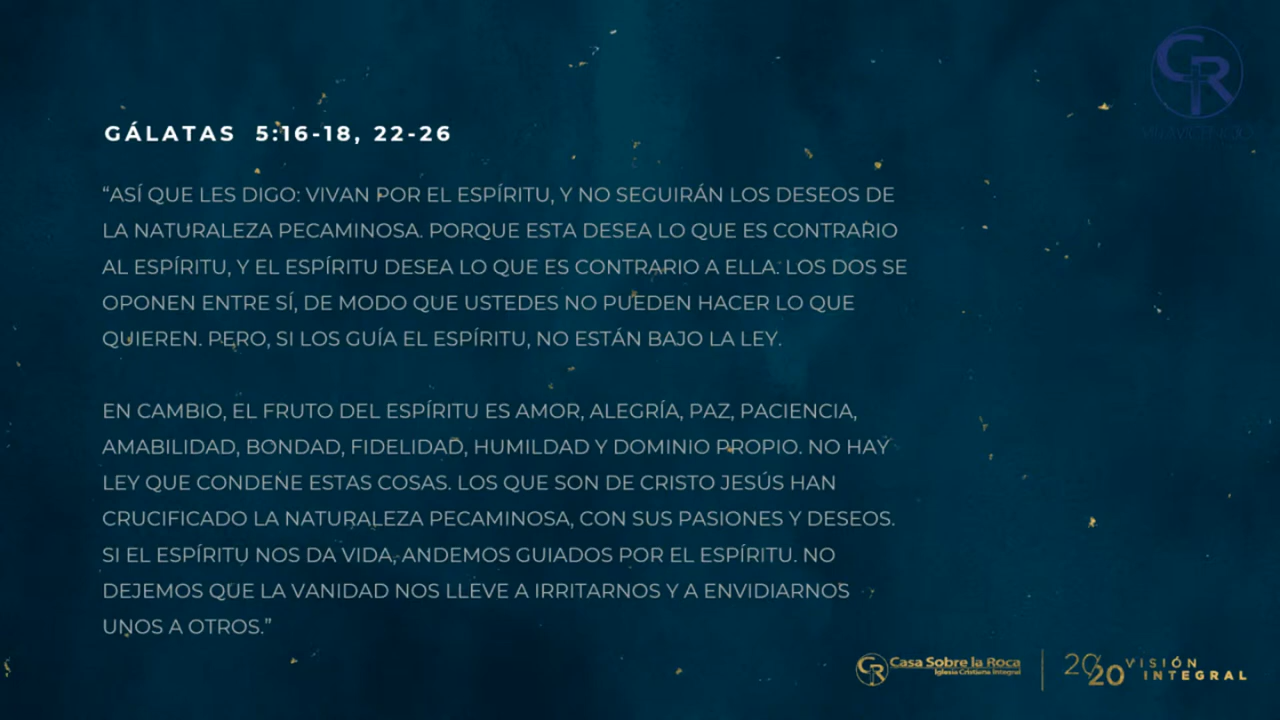 CR
GÁLATAS 5:16-18, 22-26
“ASÍ QUE LES DIGO: VIVAN POR EL ESPÍRITU, Y NO SEGUIRÁN LOS DESEOS DE
LA NATURALEZA PECAMINOSA. PORQUE ESTA DESEA LO QUE ES CONTRARIO
AL ESPÍRITU, Y EL ESPÍRITU DESEA LO QUE ES CONTRARIO A ELLA. LOS DOS SE
OPONEN ENTRE SÍ, DE MODO QUE USTEDES NO PUEDEN HACER LO QUE
QUIEREN. PERO, SI LOS GUÍA EL ESPÍRITU, NO ESTÁN BAJO LA LEY.
EN CAMBIO, EL FRUTO DEL ESPÍRITU ES AMOR, ALEGRÍA, PAZ, PACIENCIA,
AMABILIDAD, BONDAD, FIDELIDAD, HUMILDAD Y DOMINIO PROPIO. NO HAY
LEY QUE CONDENE ESTAS COSAS. LOS QUE SON DE CRISTO JESÚS HAN
CRUCIFICADO LA NATURALEZA PECAMINOSA, CON SUS PASIONES Y DESEOS.
SI EL ESPÍRITU NOS DA VIDA, ANDEMOS GUIADOS POR EL ESPÍRITU. NO
DEJEMOS QUE LA VANIDAD NOS LLEVE A IRRITARNOS Y A ENVIDIARNOS
UNOS A OTROS.”
CR Casa Sobre la Roca
Iglesia Cristiana Integral
2020 VISIÓN
INTEGRAL